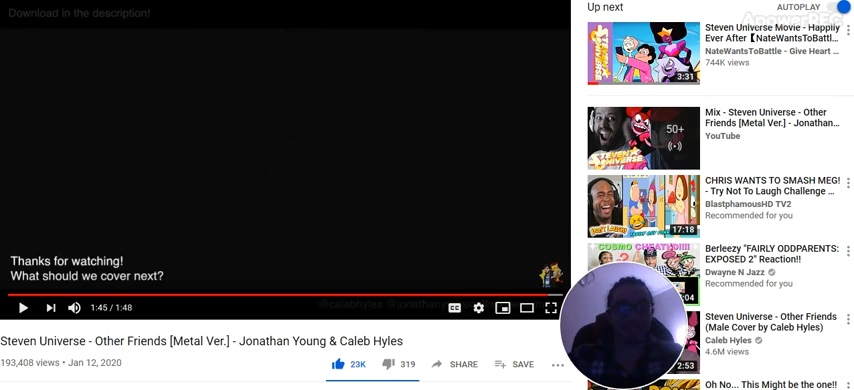 Download in the description!
Thanks for watching!
What should we cover next?
1:45 / 1:48
CC
Steven Universe - Other Friends [Metal Ver.] - Jonathan Young & Caleb Hyles
193,408 views • Jan 12, 2020
23K
319
SHARE
SAVE
Up next
AUTOPLAY
ApowerREC
Steven Universe Movie - Happily
Ever After【NateWantsToBattl...
NateWantsToBattle - Give Heart ...
744K views
3:31
Mix - Steven Universe - Other
Friends [Metal Ver.] - Jonathan...
YouTube
50+
STEVEN UNIVERSE
CHRIS WANTS TO SMASH MEG!
- Try Not To Laugh Challenge ...
BlastphamousHD TV2
Recommended for you
17:18
Berleezy "FAIRLY ODDPARENTS:
EXPOSED 2" Reaction!!
Dwayne N Jazz
Recommended for you
COSMO CHEATD!!!!
:04
Steven Universe - Other Friends
(Male Cover by Caleb Hyles)
Caleb Hyles
4.6M views
2:53
Oh No... This Might be the one!!